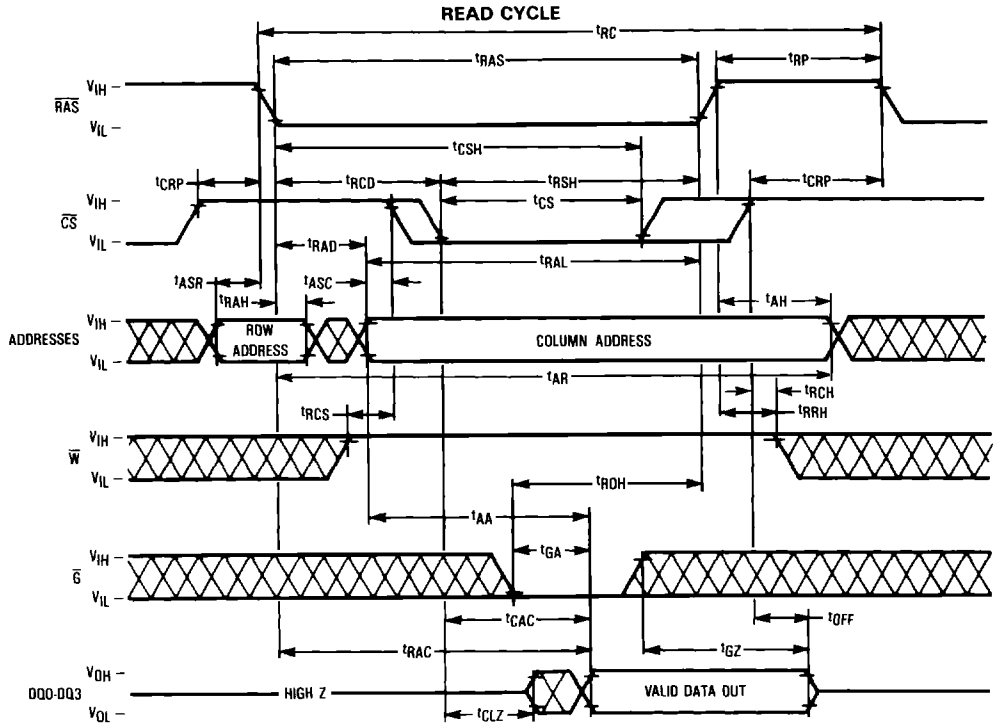 READ CYCLE
tRC
tRAS
tRP
VIH
RAS
VIL
tCSH
tCRP
tRCD
tRSH
tCRP
VIH
CS
VIL
tCS
tRAD
tRAL
tASR
tASC
tRAH
tAH
VIH
ADDRESSES
VIL
ROW
ADDRESS
COLUMN ADDRESS
tAR
tRCS
tRCH
tRRH
VIH
W
VIL
tROH
tAA
tGA
VIH
G
VIL
tCAC
tOFF
tRAC
tGZ
VOH
DQ0-DQ3
VOL
HIGH Z
VALID DATA OUT
tCLZ